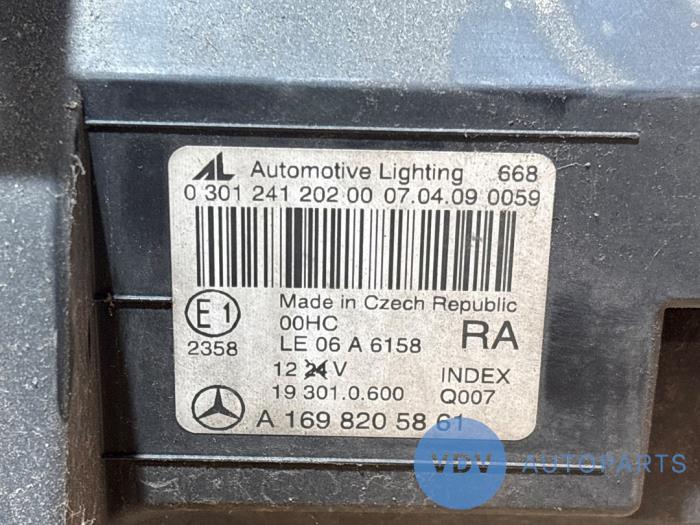 AL Automotive Lighting 668
0 301 241 202 00 07.04.09 0059
Made in Czech Republic
E1 00HC RA
2358 LE 06 A 6158
12 24 V INDEX
19 301.0.600 Q007
A 169 820 58 61
VDV AUTOPARTS